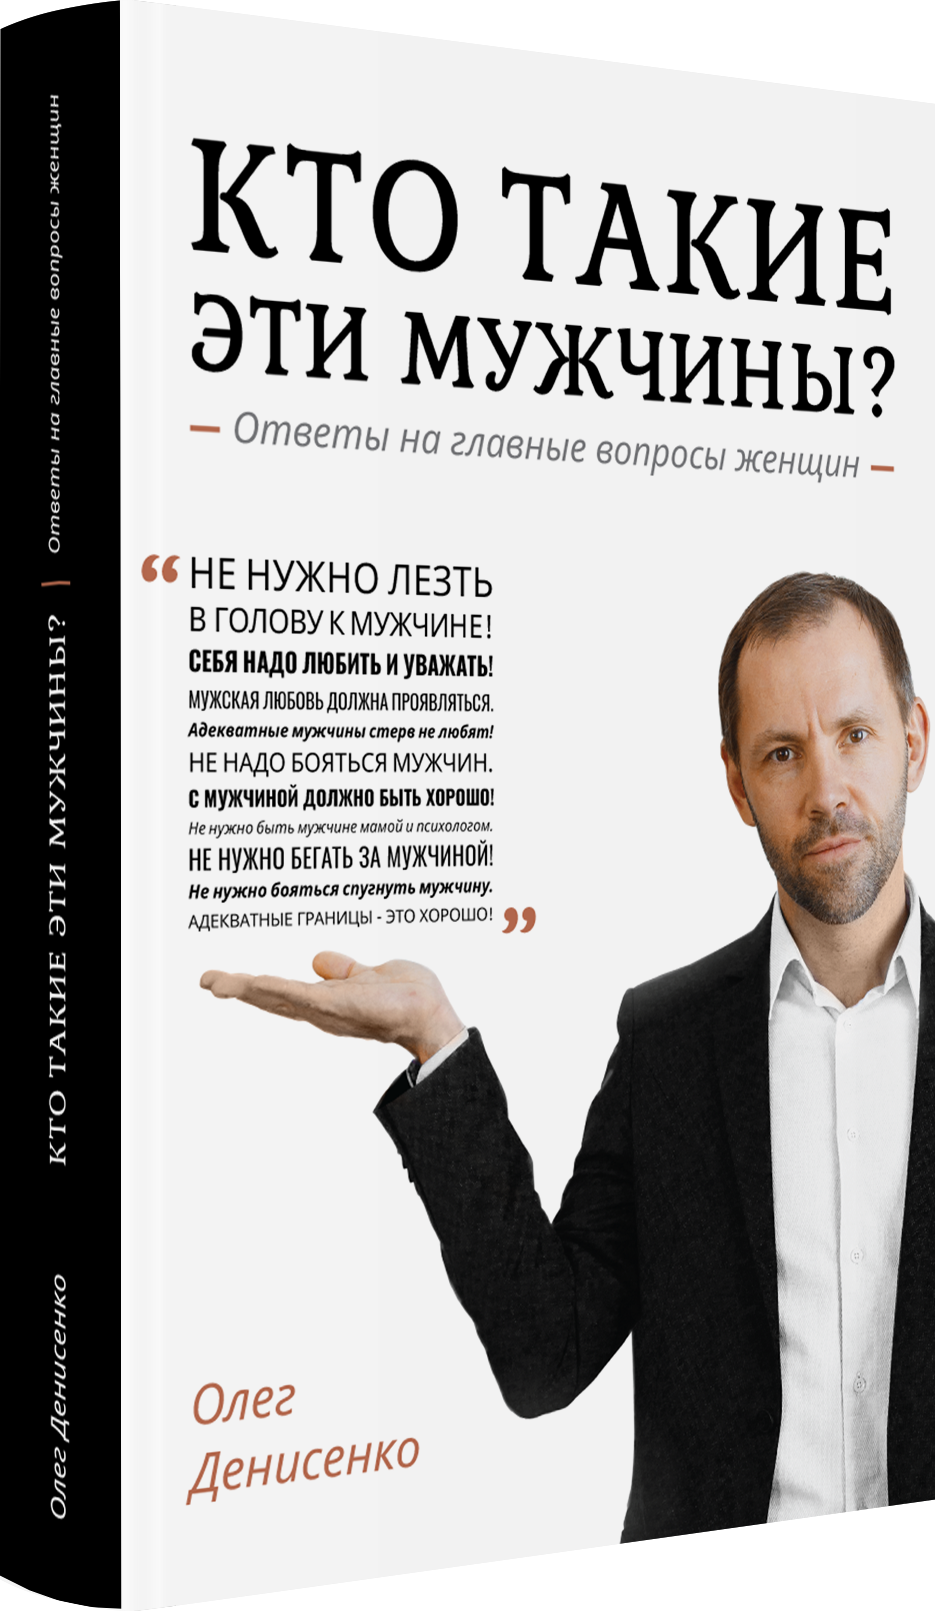 КТО ТАКИЕ
ЭТИ МУЖЧИНЫ?
— Ответы на главные вопросы женщин —
“ НЕ НУЖНО ЛЕЗТЬ
В ГОЛОВУ К МУЖЧИНЕ!
СЕБЯ НАДО ЛЮБИТЬ И УВАЖАТЬ!
МУЖСКАЯ ЛЮБОВЬ ДОЛЖНА ПРОЯВЛЯТЬСЯ.
Адекватные мужчины стерв не любят!
НЕ НАДО БОЯТЬСЯ МУЖЧИН.
С МУЖЧИНОЙ ДОЛЖНО БЫТЬ ХОРОШО!
Не нужно быть мужчине мамой и психологом.
НЕ НУЖНО БЕГАТЬ ЗА МУЖЧИНОЙ!
Не нужно бояться спугнуть мужчину.
АДЕКВАТНЫЕ ГРАНИЦЫ - ЭТО ХОРОШО! ”
Олег
Денисенко
Олег Денисенко КТО ТАКИЕ ЭТИ МУЖЧИНЫ? | Ответы на главные вопросы женщин